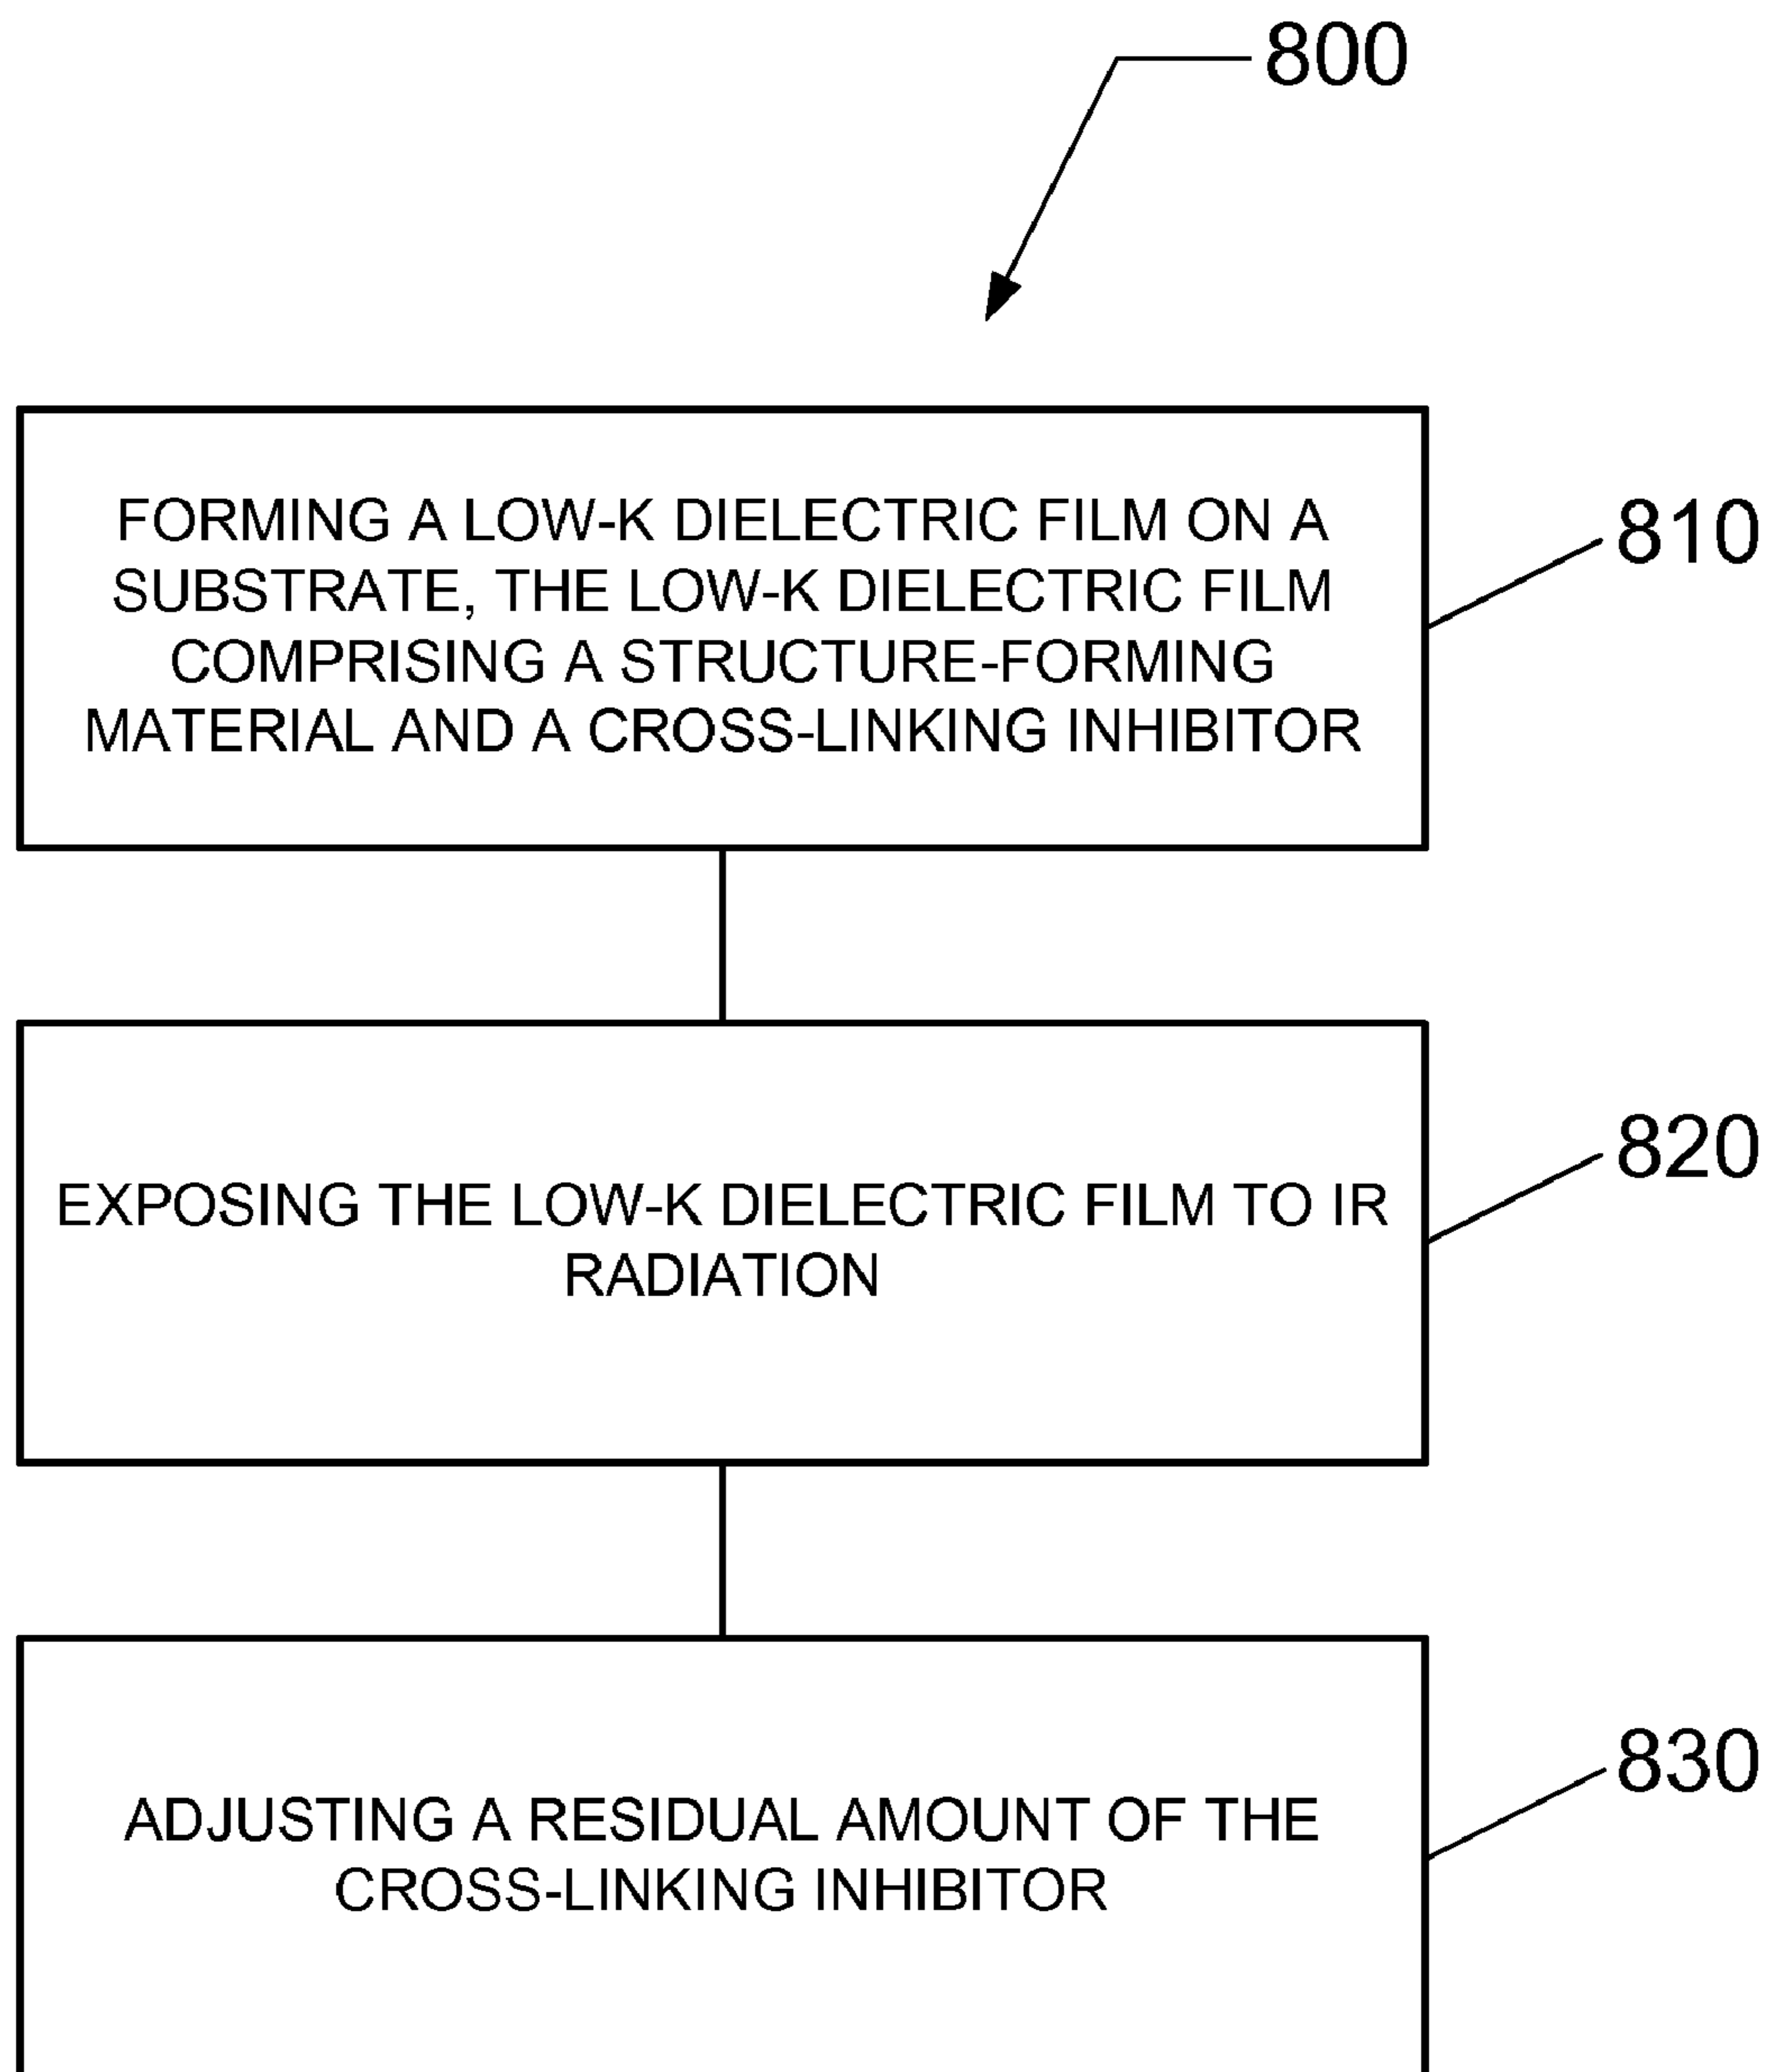 800
FORMING A LOW-K DIELECTRIC FILM ON A
SUBSTRATE, THE LOW-K DIELECTRIC FILM
COMPRISING A STRUCTURE-FORMING
MATERIAL AND A CROSS-LINKING INHIBITOR
810
EXPOSING THE LOW-K DIELECTRIC FILM TO IR
RADIATION
820
ADJUSTING A RESIDUAL AMOUNT OF THE
CROSS-LINKING INHIBITOR
830